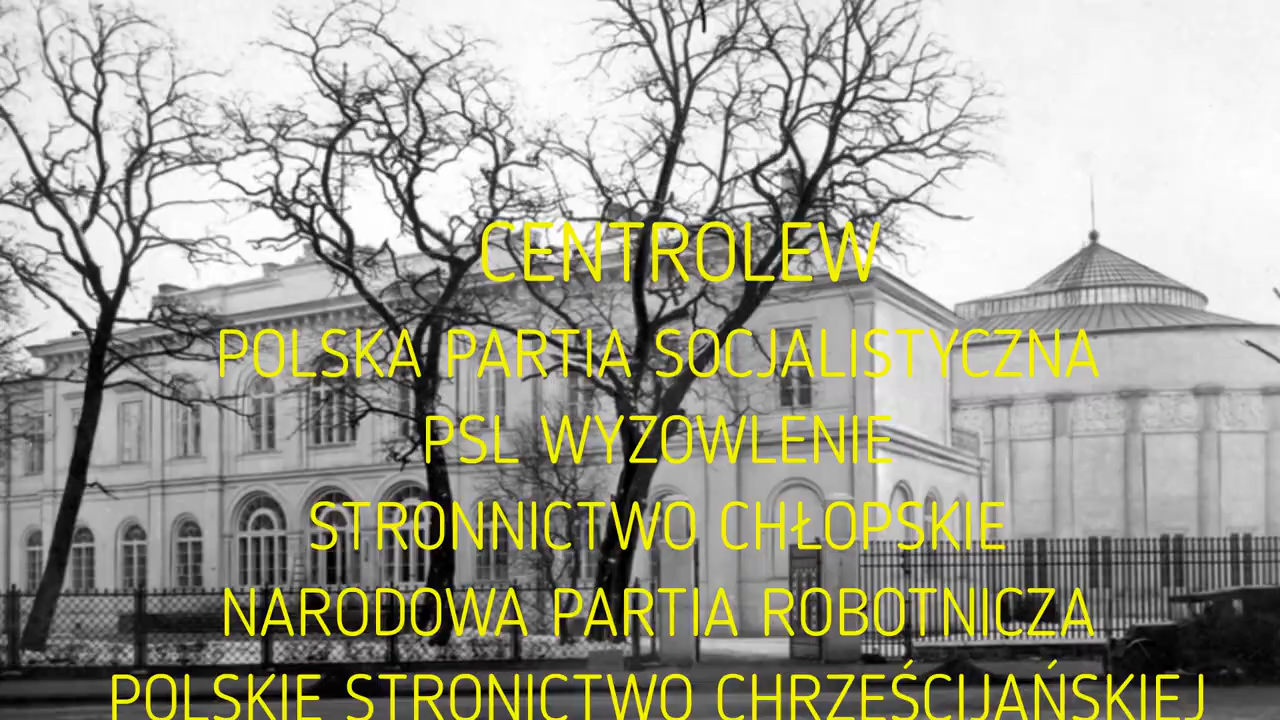 CENTROLEW
POLSKA PARTIA SOCJALISTYCZNA
PSL WYZOWLENIE
STRONNICTWO CHŁOPSKIE
NARODOWA PARTIA ROBOTNICZA
POLSKIE STRONICTWO CHRZEŚCIJAŃSKIEJ